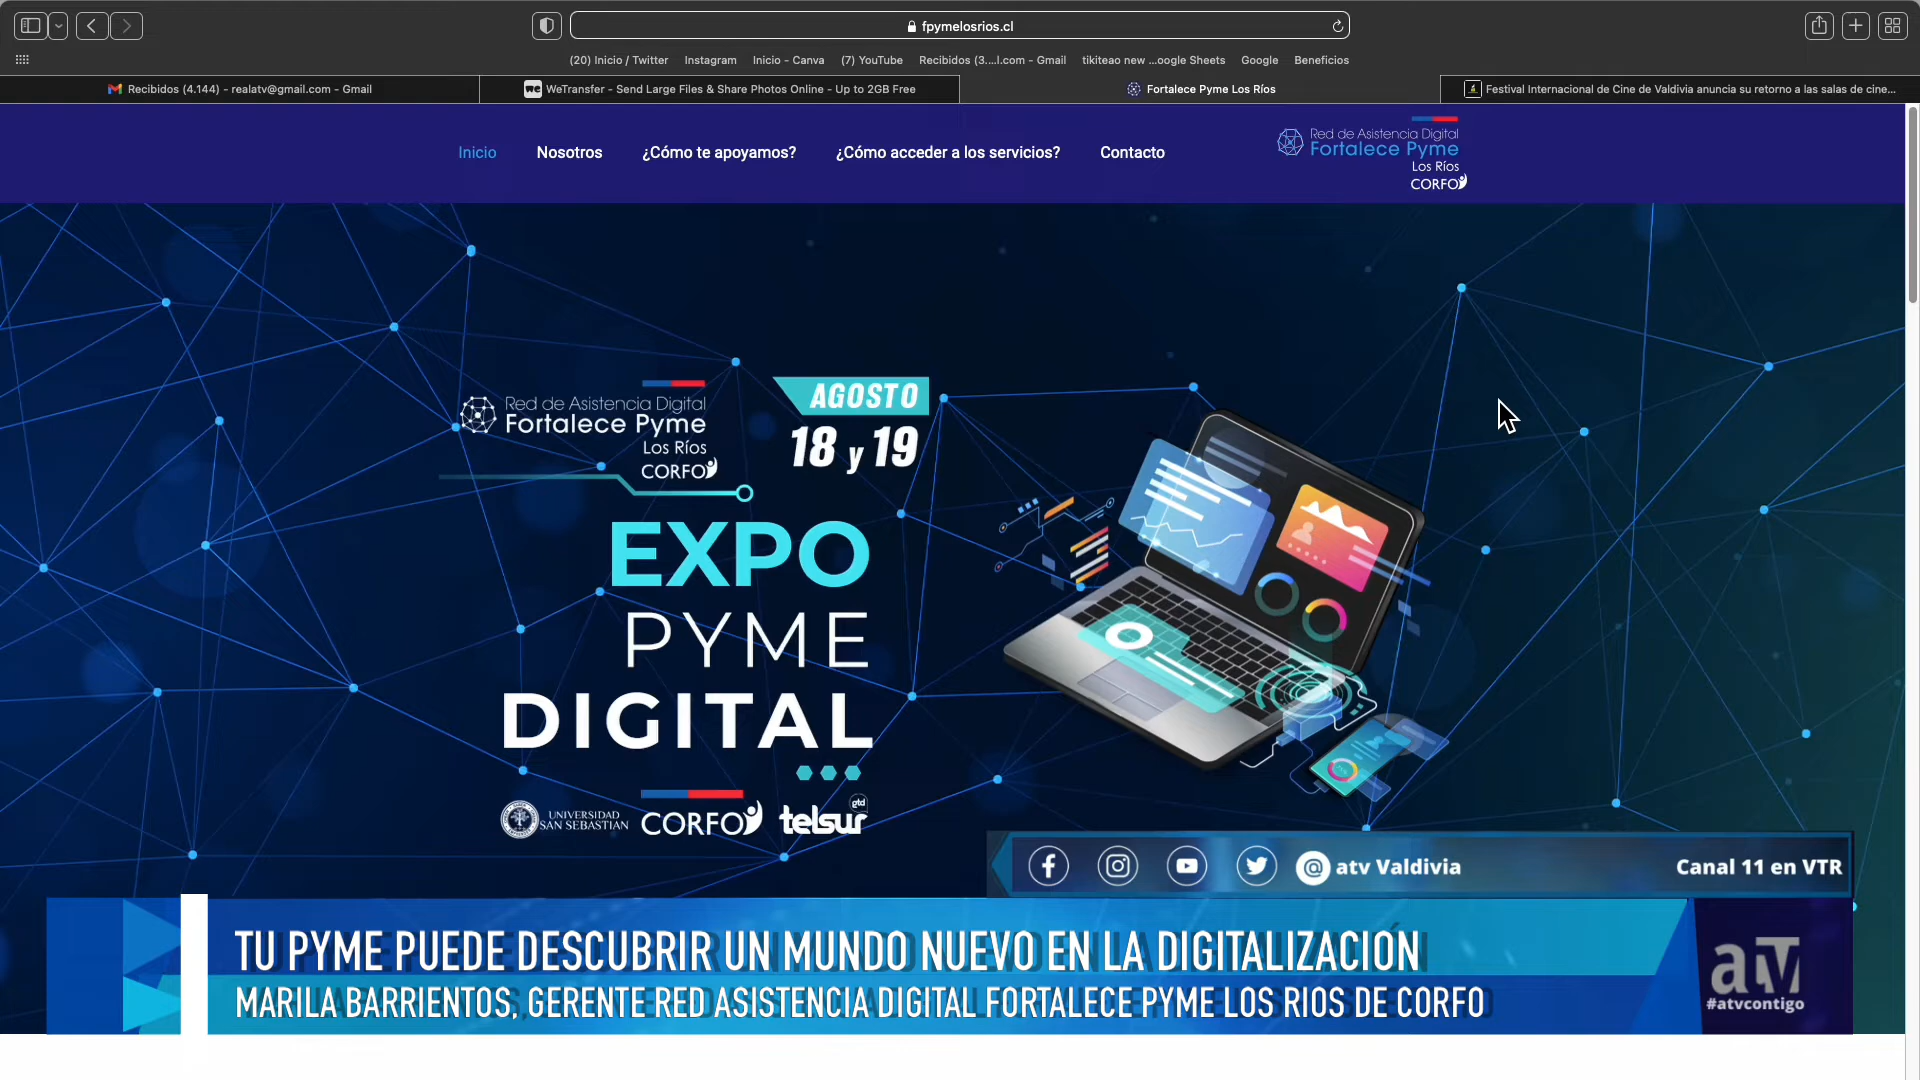 fpymelosrios.cl
(20) Inicio / Twitter
Instagram
Inicio - Canva
(7) YouTube
Recibidos (3....l.com - Gmail
tikiteao new ...oogle Sheets
Google
Beneficios
Recibidos (4.144) - realatv@gmail.com - Gmail
we WeTransfer - Send Large Files & Share Photos Online - Up to 2GB Free
Fortalece Pyme Los Ríos
Festival Internacional de Cine de Valdivia anuncia su retorno a las salas de cine...
Inicio
Nosotros
¿Cómo te apoyamos?
¿Cómo acceder a los servicios?
Contacto
Red de Asistencia Digital
Fortalece Pyme
Los Ríos
CORFO
Red de Asistencia Digital
Fortalece Pyme
Los Ríos
CORFO
AGOSTO
18 y 19
EXPO
PYME
DIGITAL
UNIVERSIDAD
SAN SEBASTIAN
CORFO
gtd
telsur
@ atv Valdivia
Canal 11 en VTR
TU PYME PUEDE DESCUBRIR UN MUNDO NUEVO EN LA DIGITALIZACIÓN
MARILA BARRIENTOS, GERENTE RED ASISTENCIA DIGITAL FORTALECE PYME LOS RIOS DE CORFO
atv
#atvcontigo